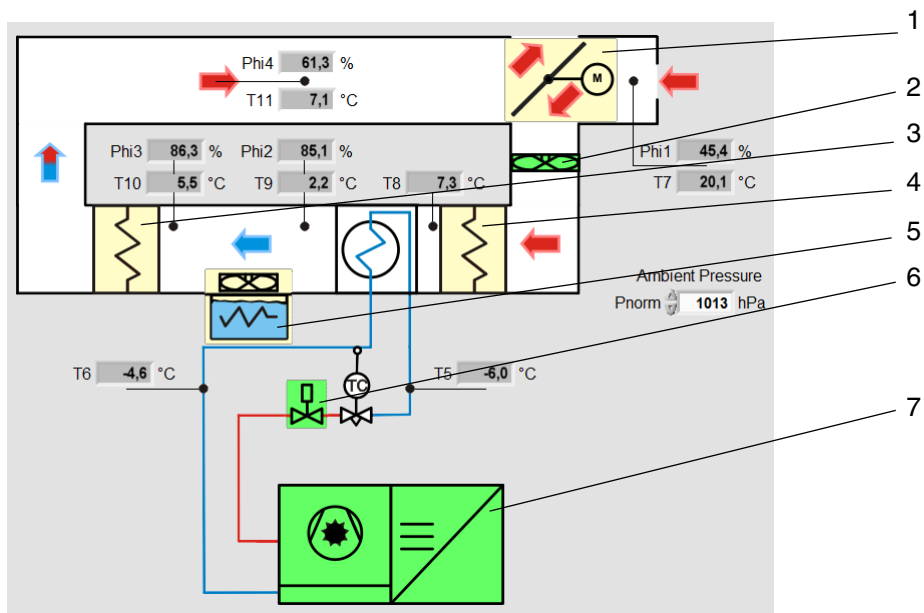 1
Phi4 61,3 %
M
T11 7,1 °C
2
3
Phi3 86,3 % Phi2 85,1 % Phi1 45,4 %
T10 5,5 °C T9 2,2 °C T8 7,3 °C T7 20,1 °C
4
5
Ambient Pressure
6
Pnorm 1013 hPa
T6 -4,6 °C T5 -6,0 °C
TC
7